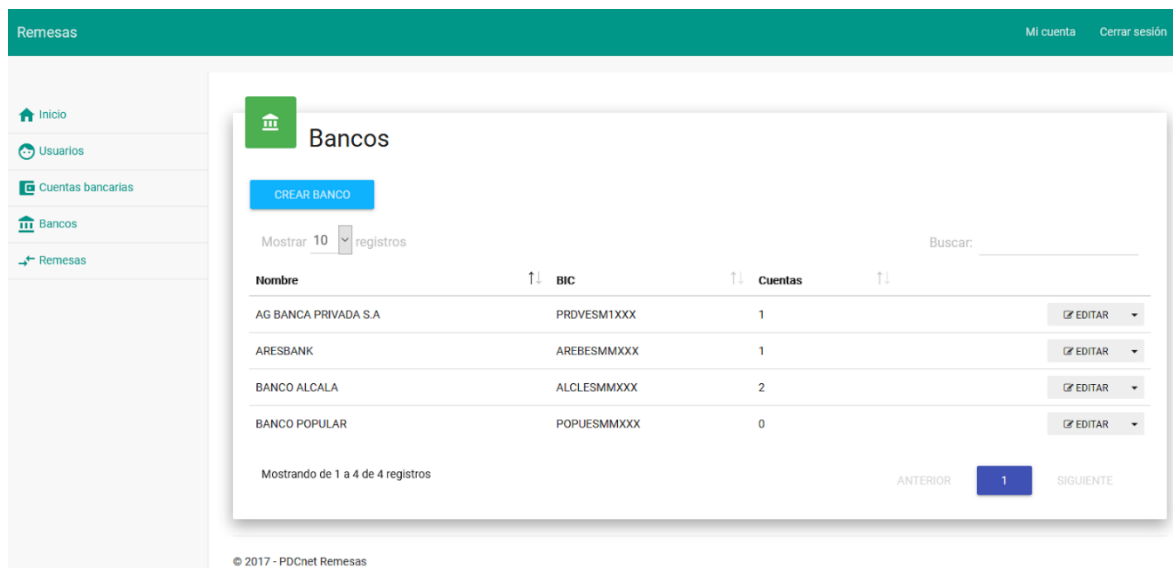 Remesas Mi cuenta Cerrar sesión
Inicio
Usuarios
Cuentas bancarias
Bancos
Remesas
Bancos
CREAR BANCO
Mostrar 10 registros Buscar:
Nombre BIC Cuentas
AG BANCA PRIVADA S.A PRDVESM1XXX 1 EDITAR
ARESBANK AREBESMMXXX 1 EDITAR
BANCO ALCALA ALCLESMMXXX 2 EDITAR
BANCO POPULAR POPUESMMXXX 0 EDITAR
Mostrando de 1 a 4 de 4 registros ANTERIOR 1 SIGUIENTE
© 2017 - PDCnet Remesas